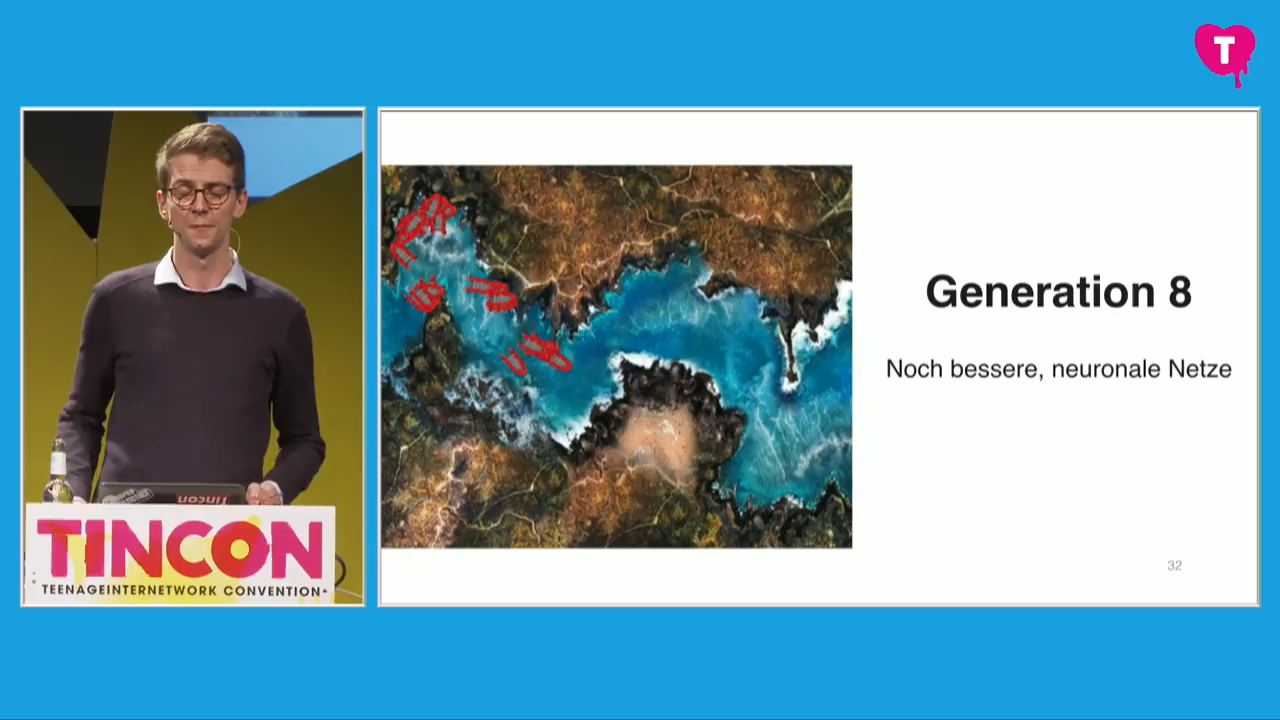 T
Generation 8
Noch bessere, neuronale Netze
32
Tincon
TINCON
TEENAGEINTERNETWORK CONVENTION